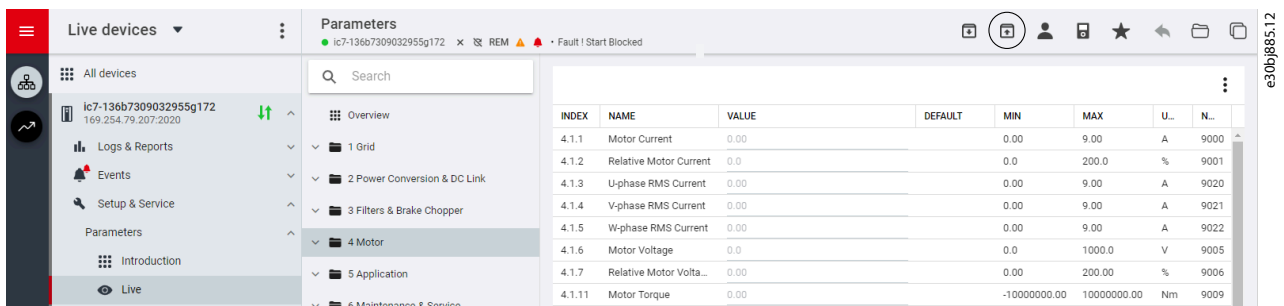 Live devices
Parameters
ic7-136b7309032955g172 REM • Fault ! Start Blocked
e30bj885.12
All devices
ic7-136b7309032955g172
169.254.79.207:2020
Logs & Reports
Events
Setup & Service
Parameters
Introduction
Live
Search
Overview
1 Grid
2 Power Conversion & DC Link
3 Filters & Brake Chopper
4 Motor
5 Application
6 Maintenance & Service
INDEX NAME VALUE DEFAULT MIN MAX U... N...
4.1.1 Motor Current 0.00 0.00 9.00 A 9000
4.1.2 Relative Motor Current 0.0 0.0 200.0 % 9001
4.1.3 U-phase RMS Current 0.00 0.00 9.00 A 9020
4.1.4 V-phase RMS Current 0.00 0.00 9.00 A 9021
4.1.5 W-phase RMS Current 0.00 0.00 9.00 A 9022
4.1.6 Motor Voltage 0.0 0.0 1000.0 V 9005
4.1.7 Relative Motor Volta... 0.00 0.00 200.00 % 9006
4.1.11 Motor Torque 0.00 -10000000.00 10000000.00 Nm 9009